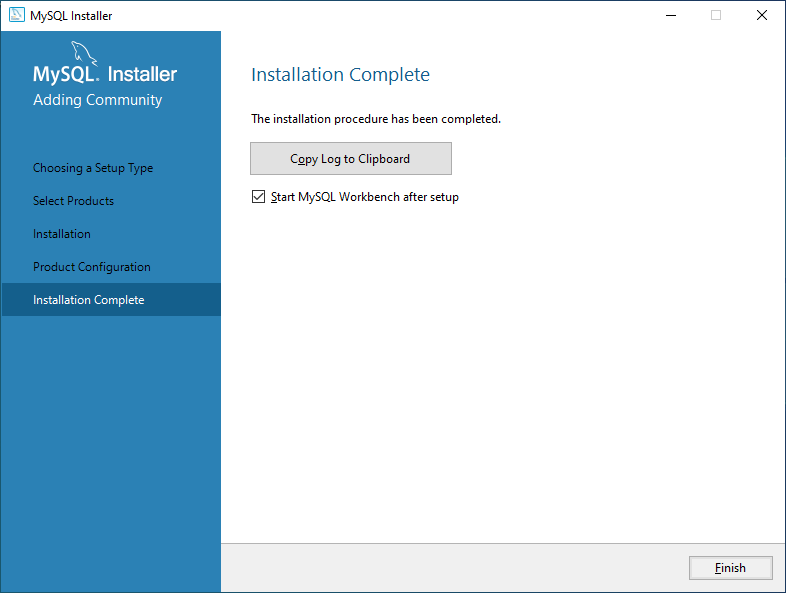 MySQL Installer
MySQL. Installer
Adding Community
Choosing a Setup Type
Select Products
Installation
Product Configuration
Installation Complete
Installation Complete
The installation procedure has been completed.
Copy Log to Clipboard
Start MySQL Workbench after setup
Finish